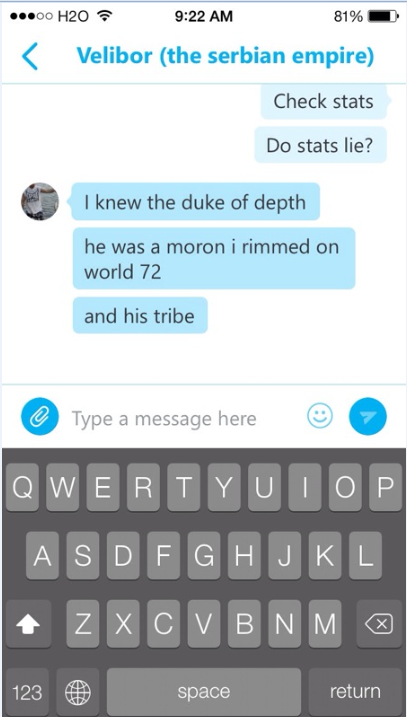 H2O 9:22 AM 81%
Velibor (the serbian empire)
Check stats
Do stats lie?
I knew the duke of depth
he was a moron i rimmed on
world 72
and his tribe
Type a message here
Q W E R T Y U I O P
A S D F G H J K L
Z X C V B N M
123 space return